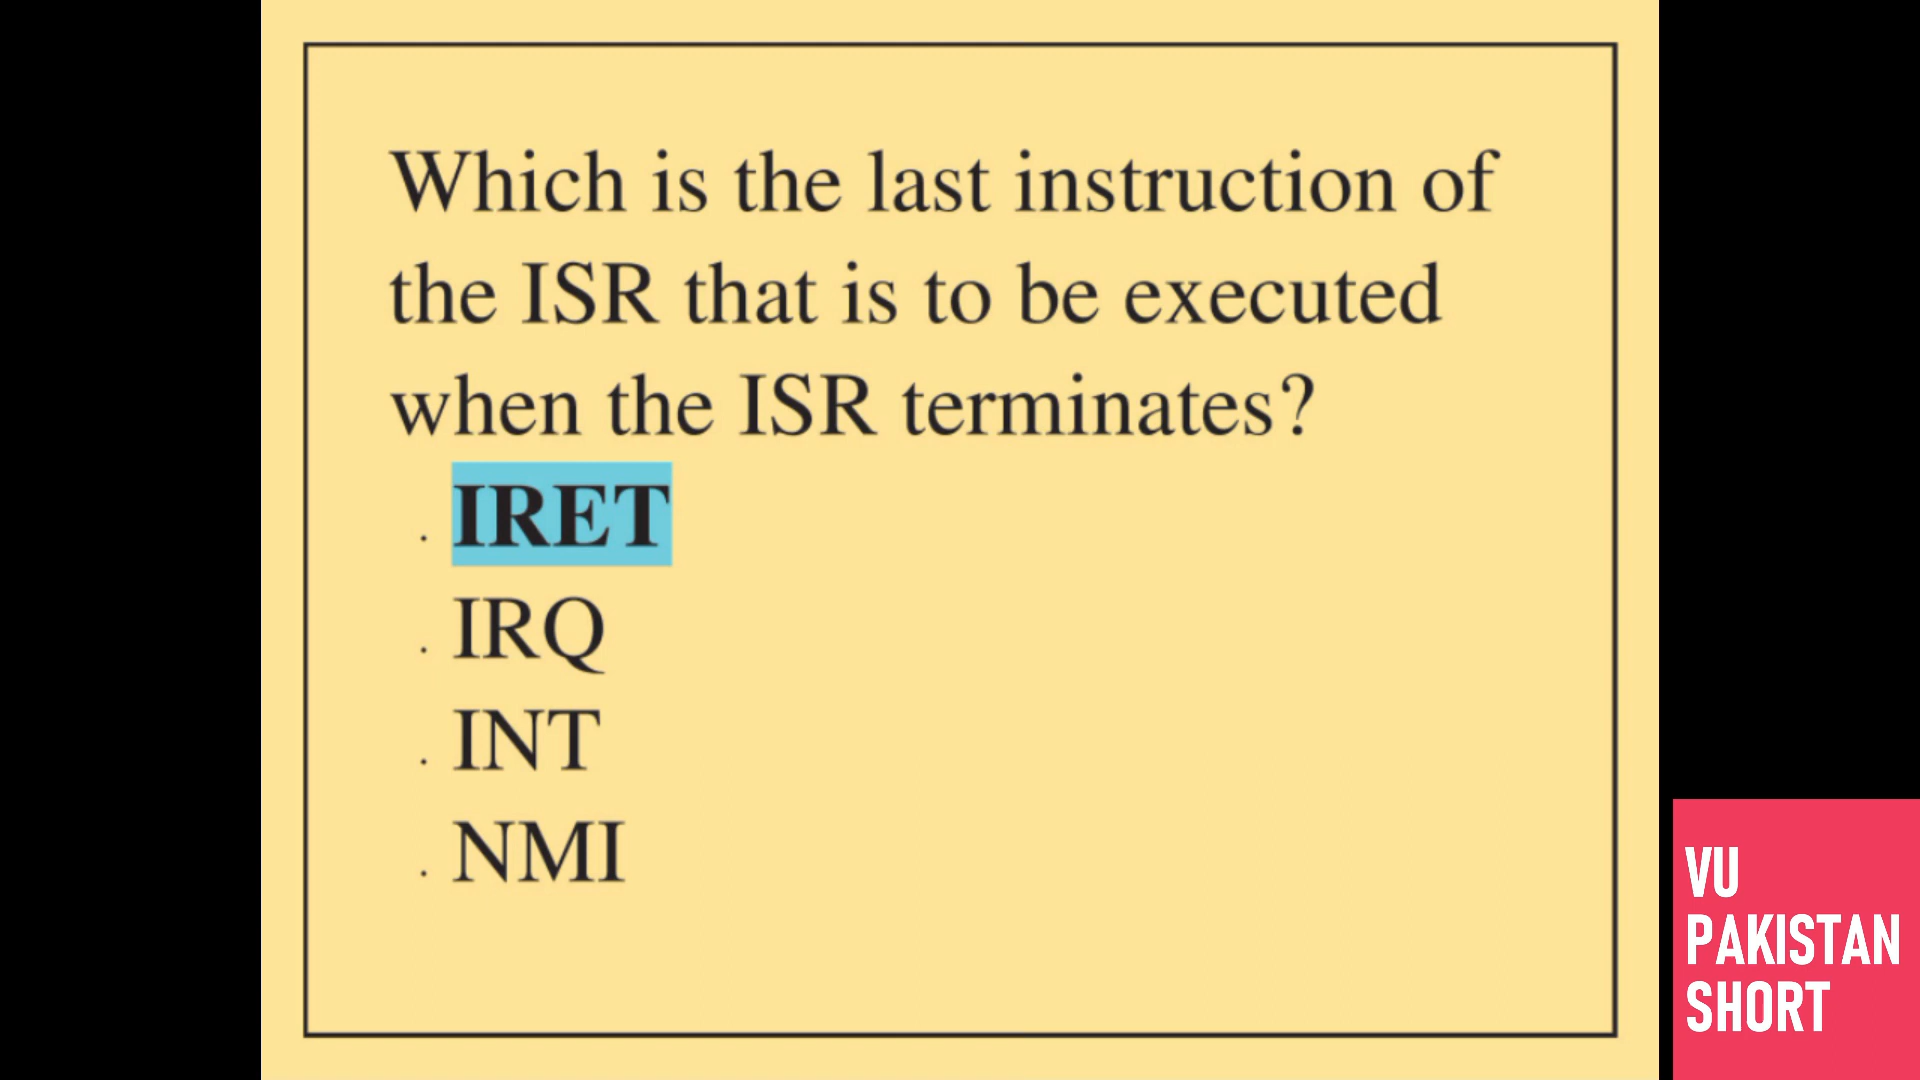 Which is the last instruction of
the ISR that is to be executed
when the ISR terminates?
. IRET
. IRQ
. INT
. NMI
VU
PAKISTAN
SHORT